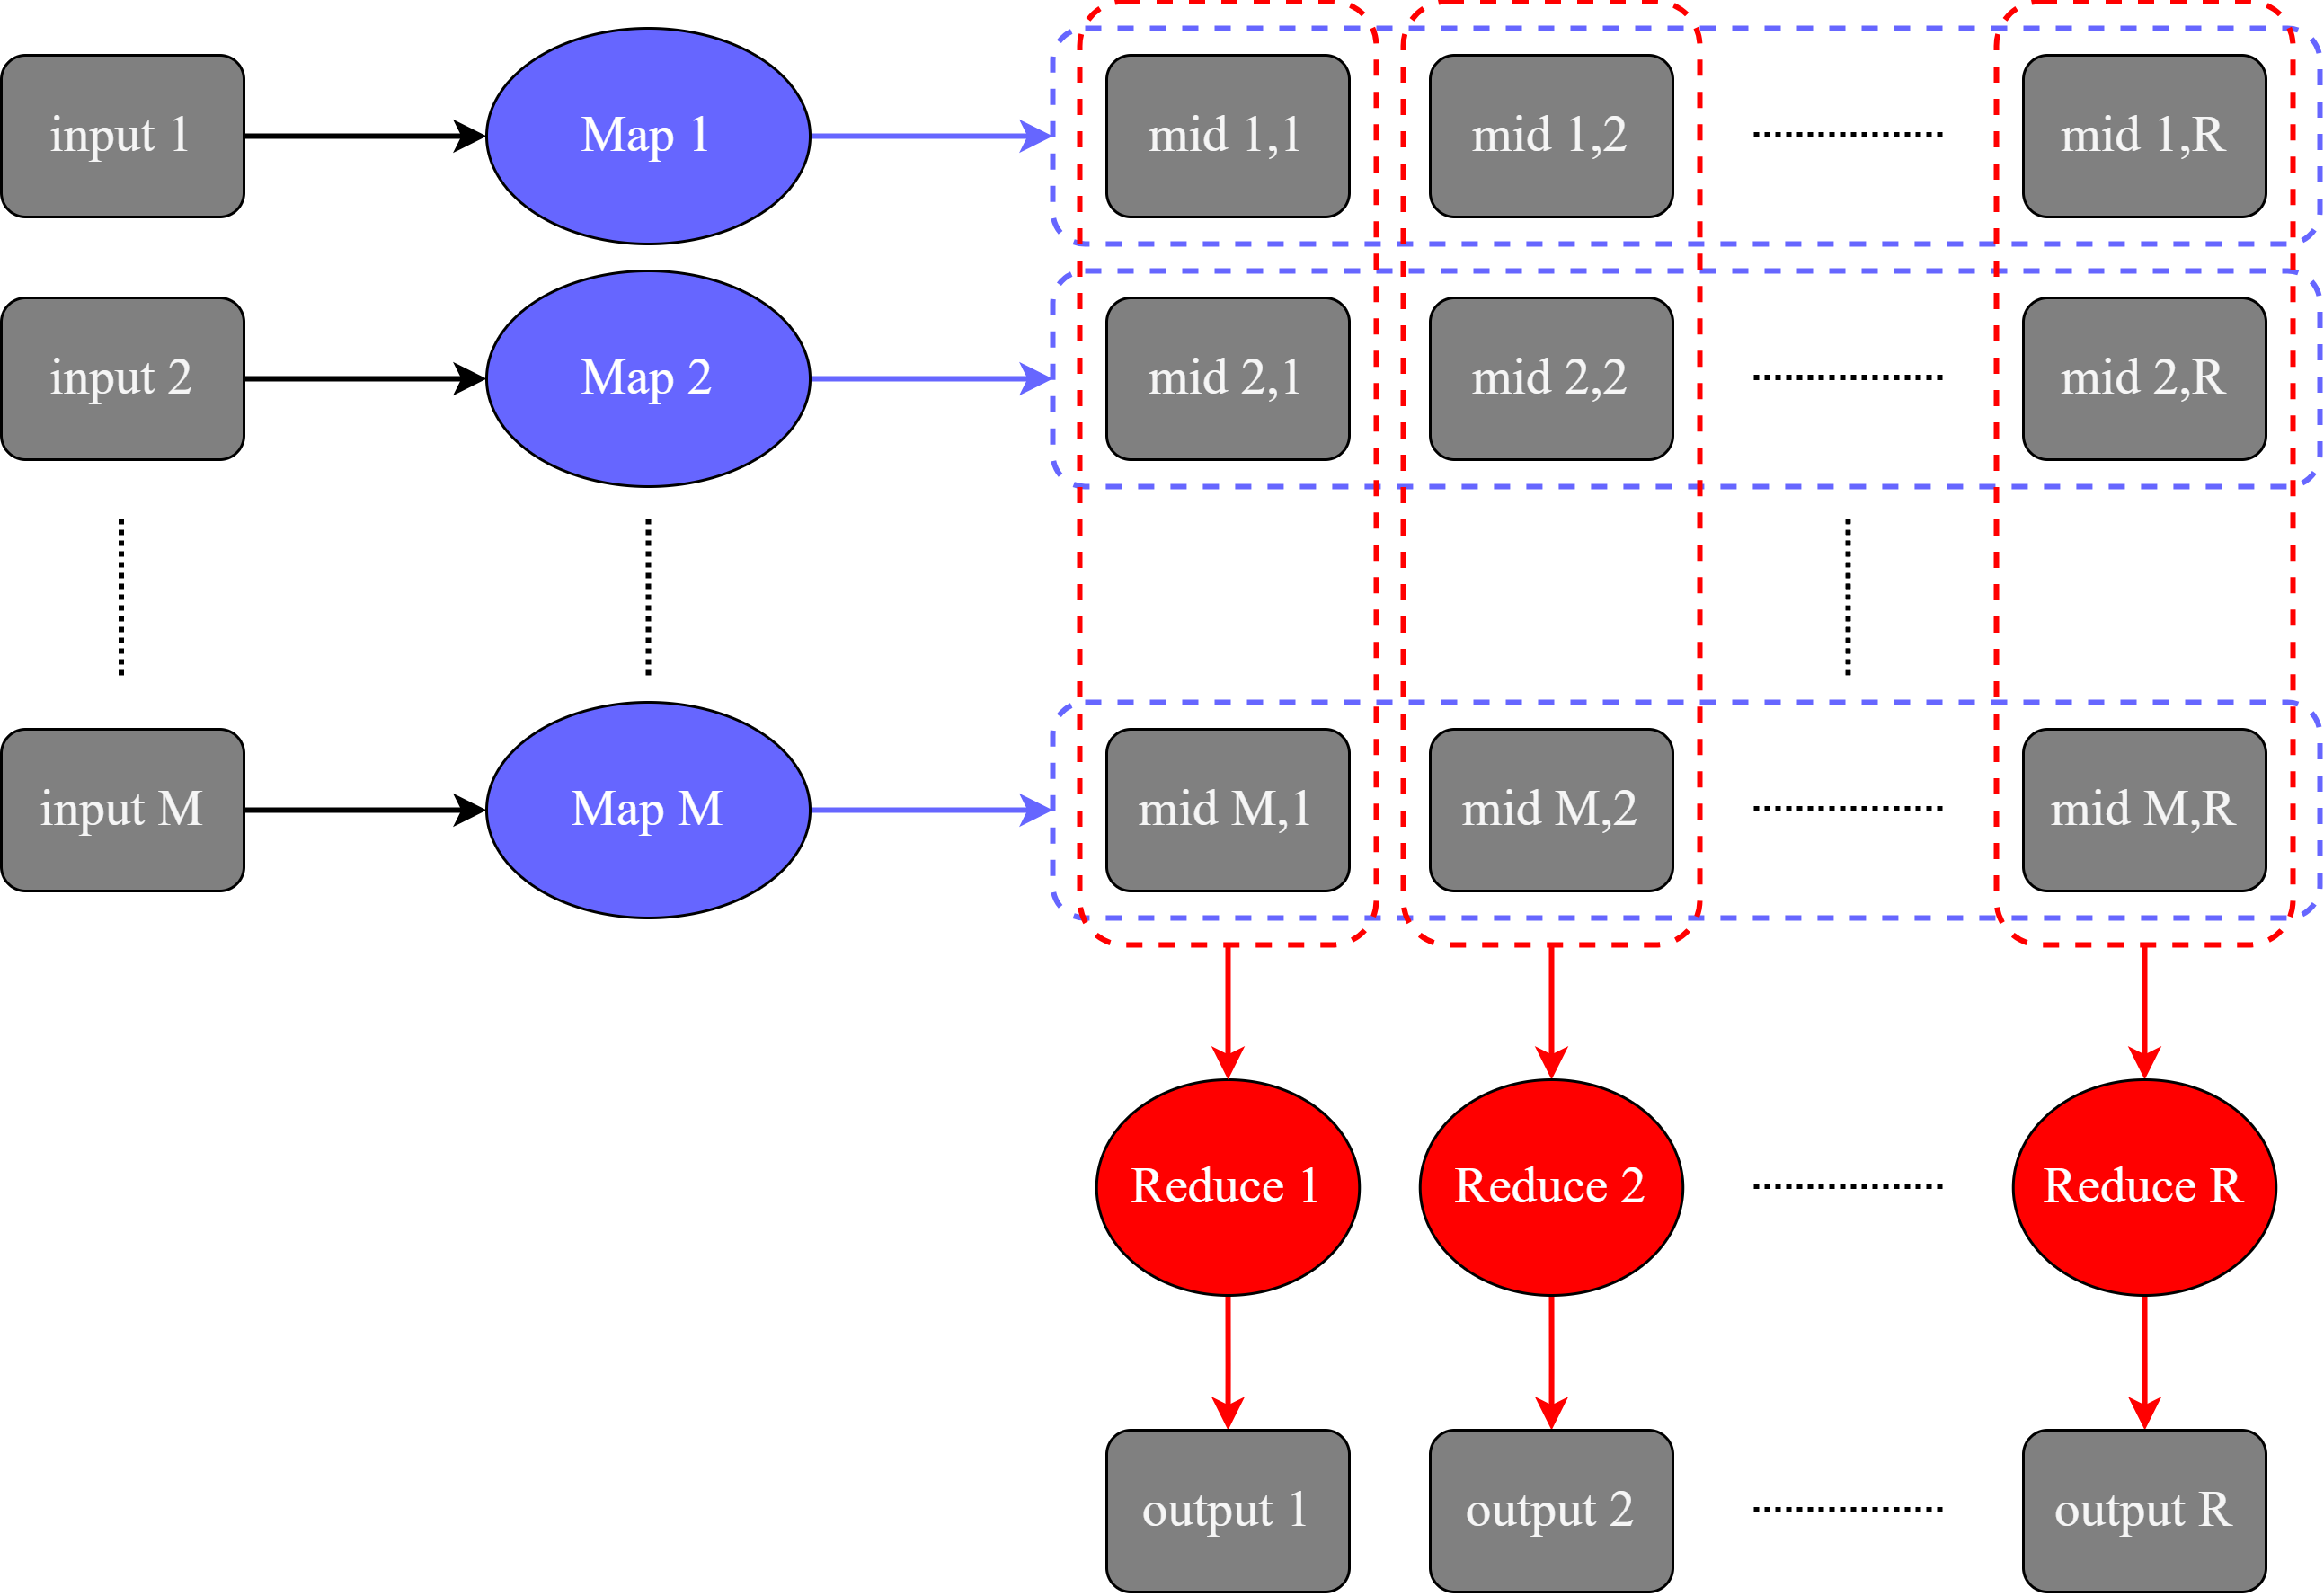 input 1
Map 1
mid 1,1
mid 1,2
mid 1,R
input 2
Map 2
mid 2,1
mid 2,2
mid 2,R
input M
Map M
mid M,1
mid M,2
mid M,R
Reduce 1
Reduce 2
Reduce R
output 1
output 2
output R